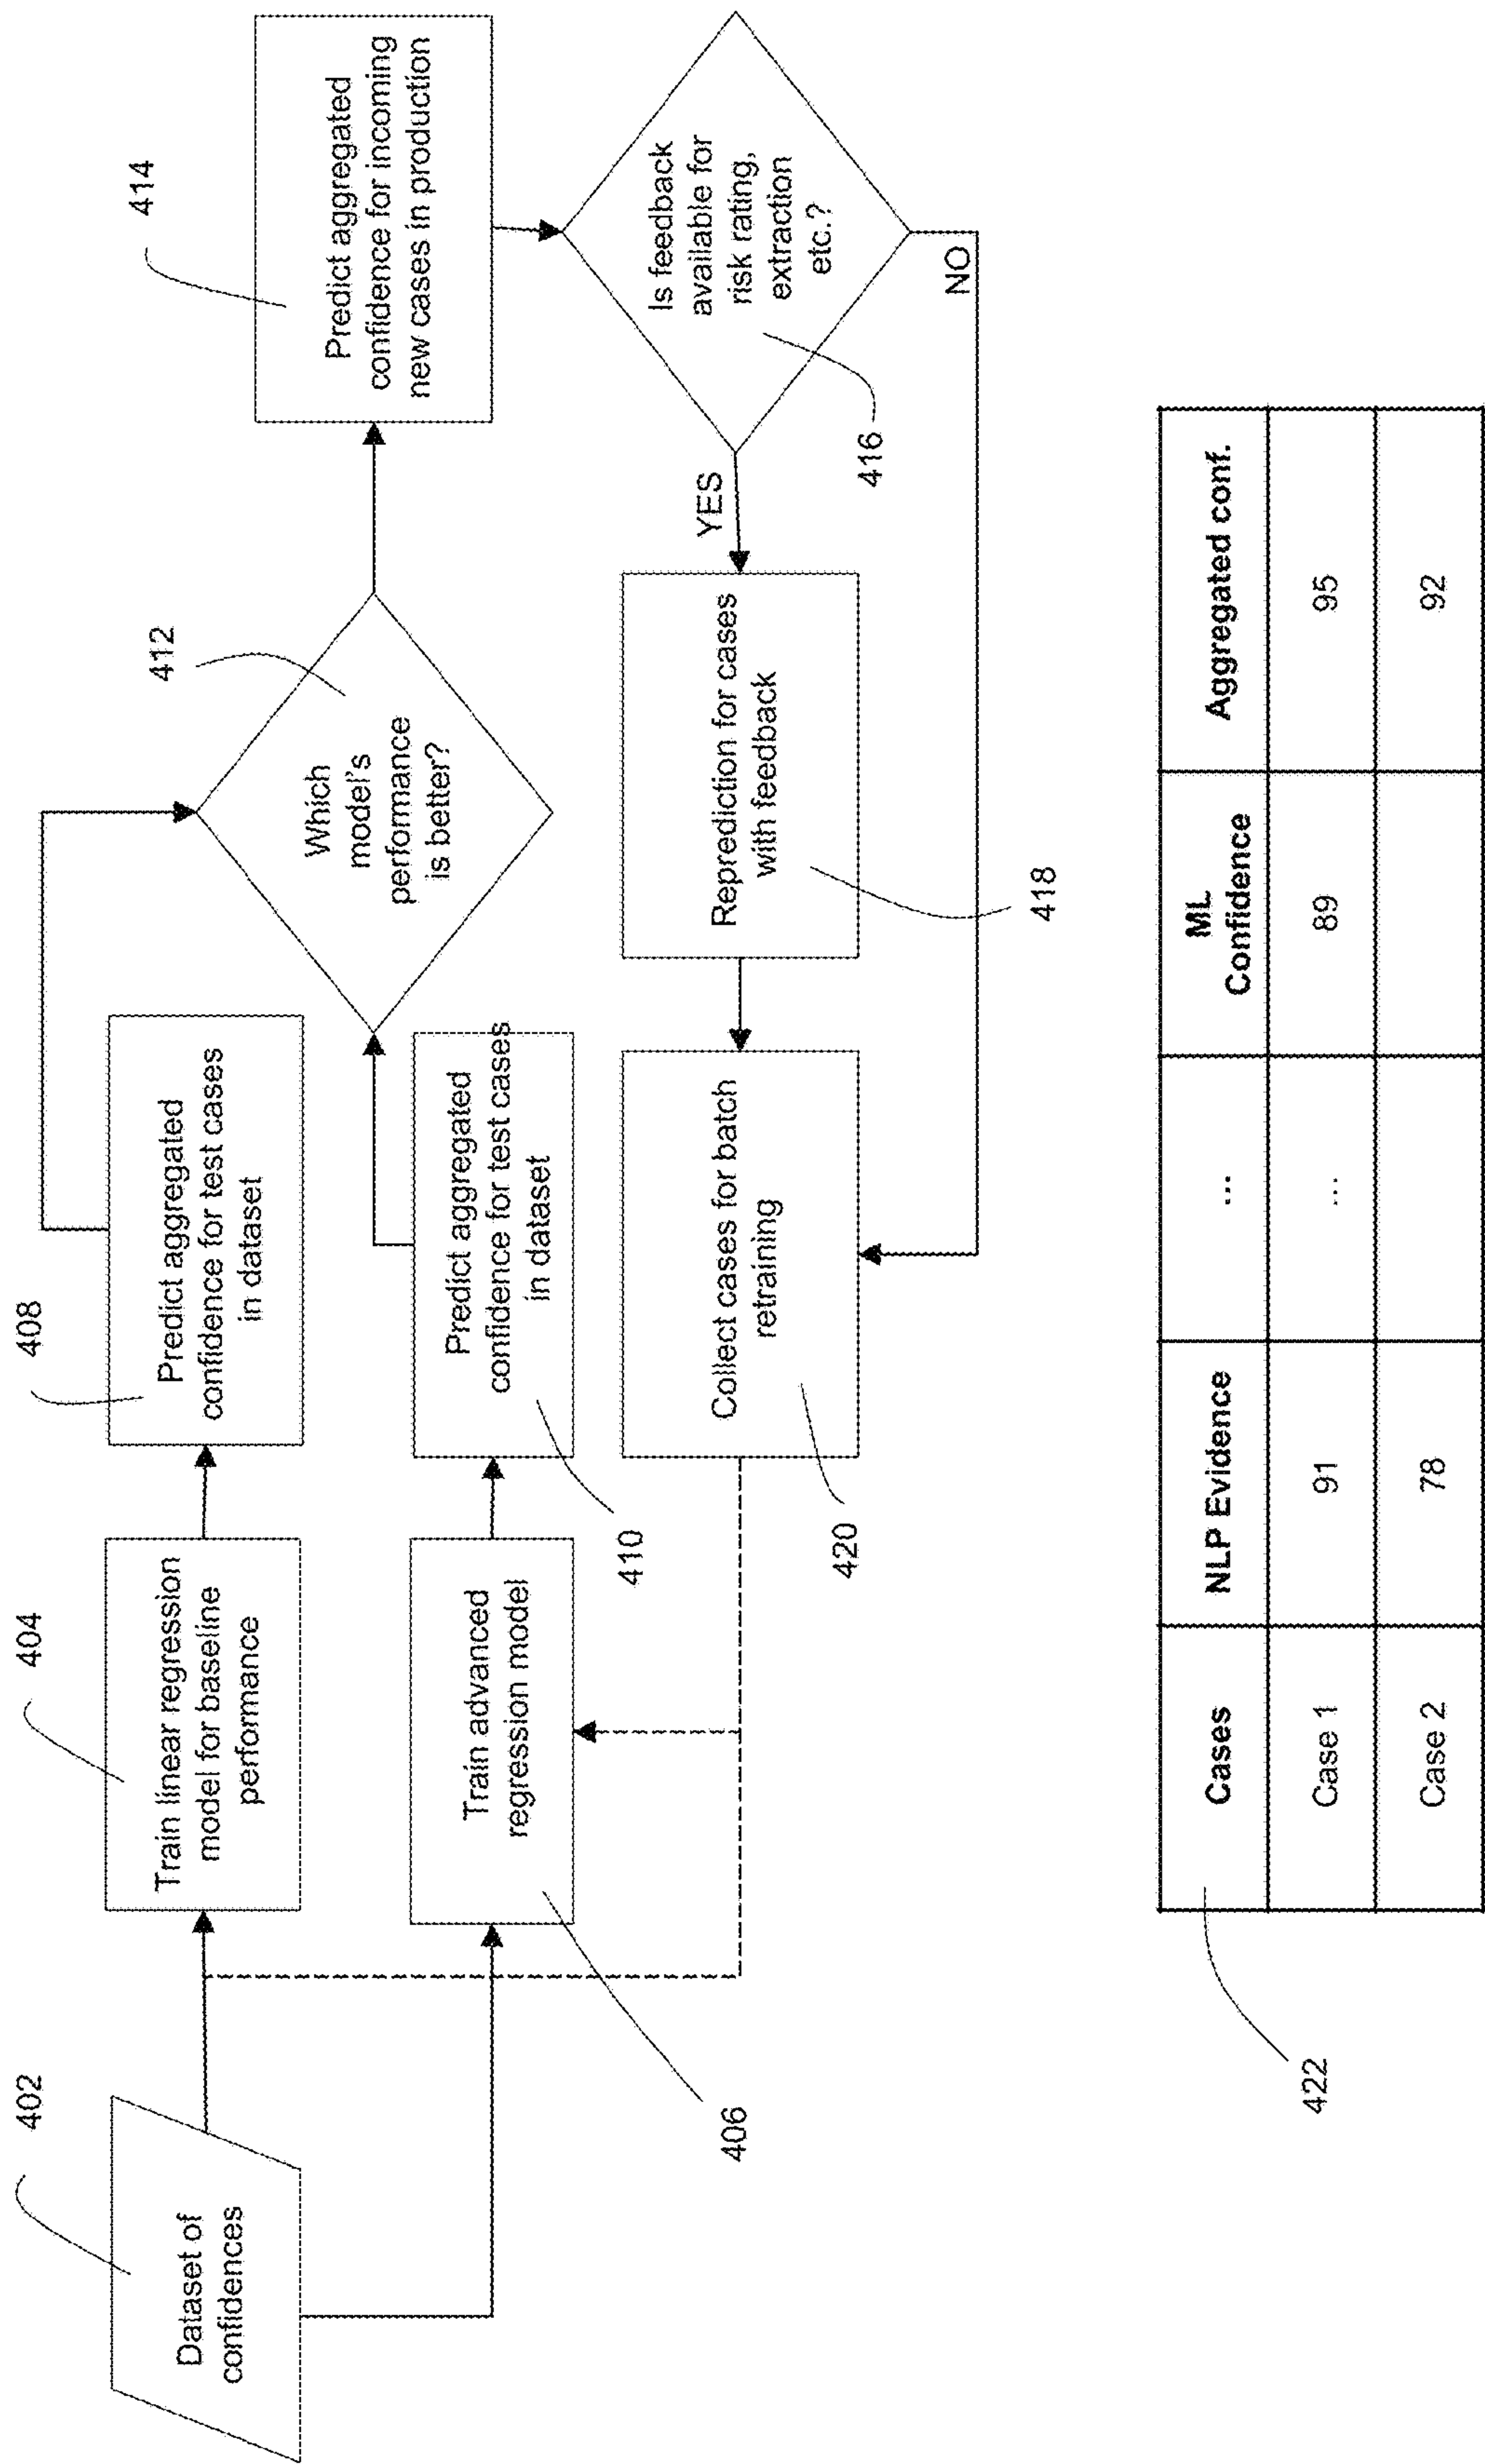 402
Dataset of
confidences
404
Train linear regression
model for baseline
performance
408
Predict aggregated
confidence for test cases
in dataset
412
Which
model's
performance
is better?
414
Predict aggregated
confidence for incoming
new cases in production
406
Train advanced
regression model
410
Predict aggregated
confidence for test cases
in dataset
416
Is feedback
available for
risk rating,
extraction
etc.?
YES
NO
418
Reprediction for cases
with feedback
420
Collect cases for batch
retraining
422
Cases
NLP Evidence
...
ML
Confidence
Aggregated conf.
Case 1
91
...
89
95
Case 2
78
92